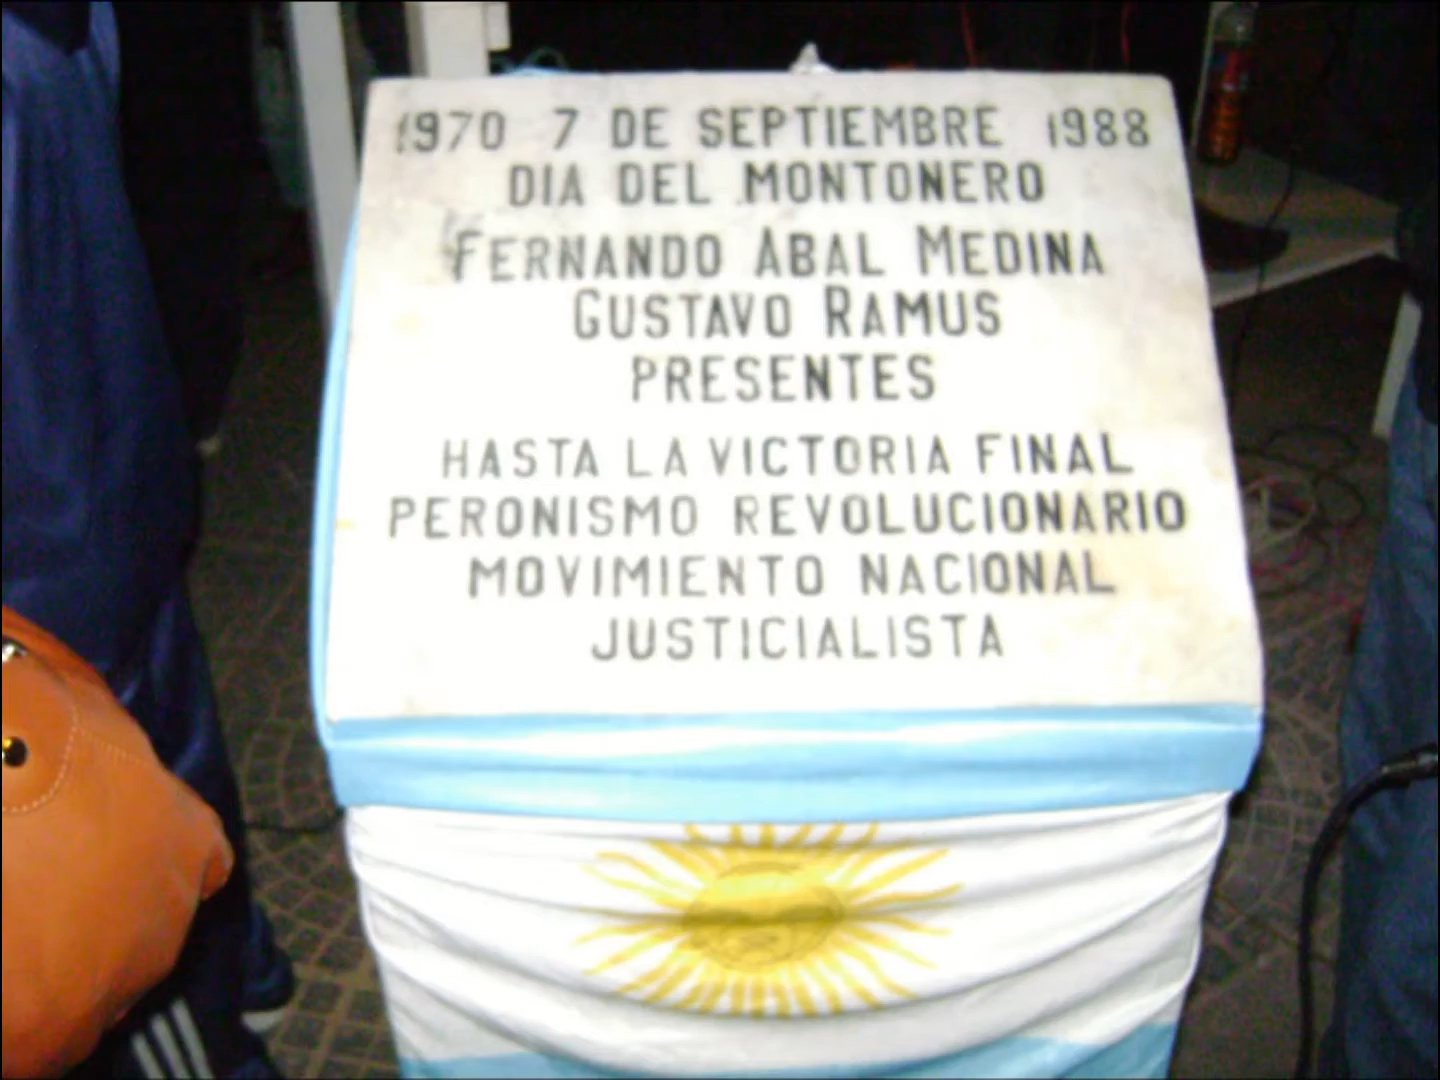 1970 7 DE SEPTIEMBRE 1988
DIA DEL MONTONERO
FERNANDO ABAL MEDINA
GUSTAVO RAMUS
PRESENTES
HASTA LA VICTORIA FINAL
PERONISMO REVOLUCIONARIO
MOVIMIENTO NACIONAL
JUSTICIALISTA